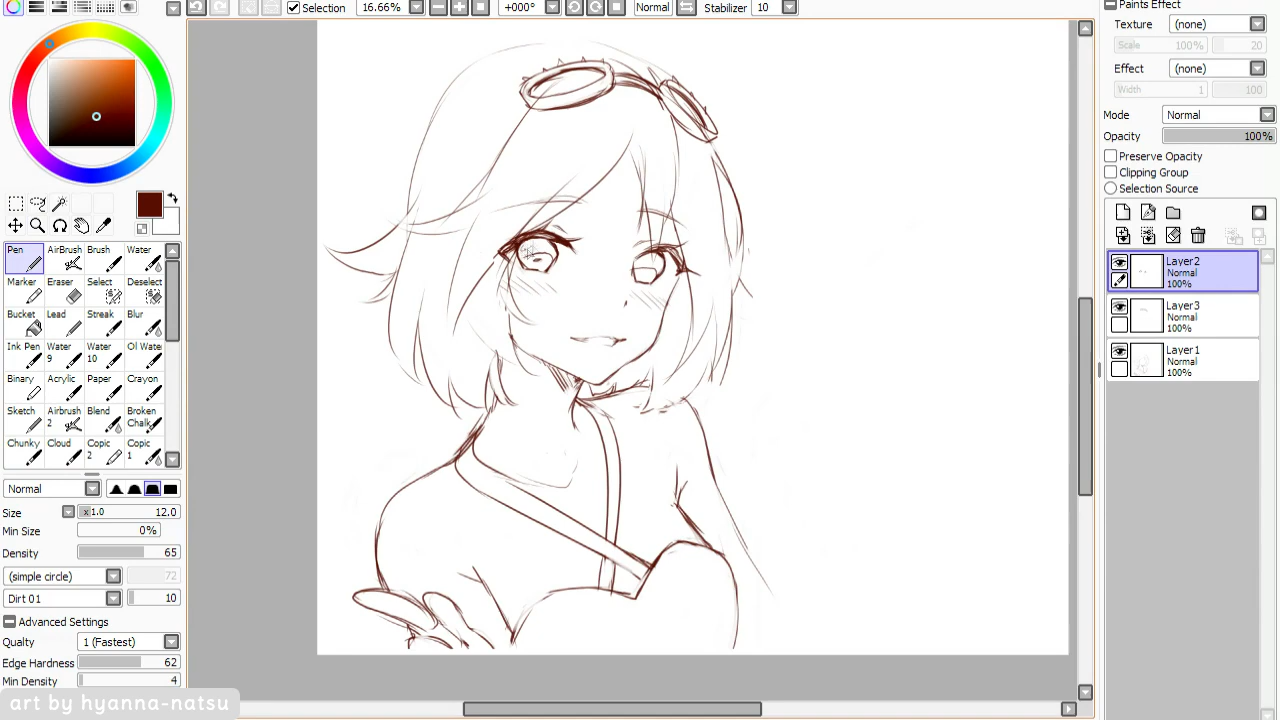 Selection 16.66% +000° Normal Stabilizer 10
Paints Effect
Texture (none)
Scale 100% 20
Effect (none)
Width 1 100
Mode Normal
Opacity 100%
Preserve Opacity
Clipping Group
Selection Source
Layer2
Normal
100%
Layer3
Normal
100%
Layer1
Normal
100%
Pen AirBrush Brush Water
Marker Eraser Select Deselect
Bucket Lead Streak Blur
Ink Pen Water 9 Water 10 Oil Water
Binary Acrylic Paper Crayon
Sketch Airbrush 2 Blend Broken Chalk
Chunky Cloud Copic 2 Copic 1
Normal
Size x1.0 12.0
Min Size 0%
Density 65
(simple circle) 72
Dirt 01 10
Advanced Settings
Qualty 1 (Fastest)
Edge Hardness 62
Min Density 4
art by hyanna-natsu